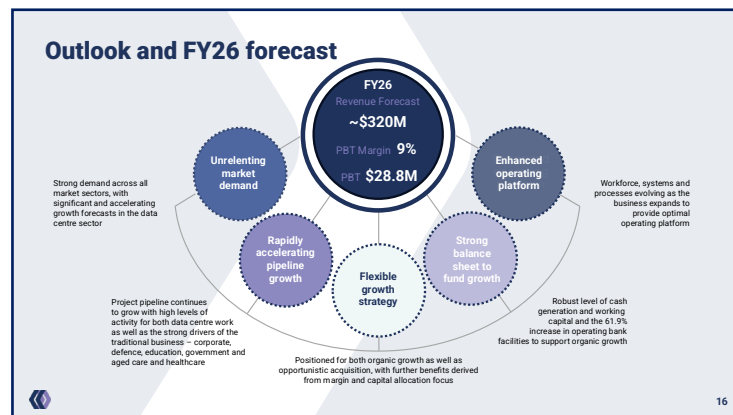 Outlook and FY26 forecast
FY26
Revenue Forecast
~$320M
PBT Margin 9%
PBT $28.8M
Unrelenting
market
demand
Strong demand across all
market sectors, with
significant and accelerating
growth forecasts in the data
centre sector
Rapidly
accelerating
pipeline
growth
Project pipeline continues
to grow with high levels of
activity for both data centre work
as well as the strong drivers of the
traditional business – corporate,
defence, education, government and
aged care and healthcare
Flexible
growth
strategy
Positioned for both organic growth as well as
opportunistic acquisition, with further benefits derived
from margin and capital allocation focus
Strong
balance
sheet to
fund growth
Robust level of cash
generation and working
capital and the 61.9%
increase in operating bank
facilities to support organic growth
Enhanced
operating
platform
Workforce, systems and
processes evolving as the
business expands to
provide optimal
operating platform
16